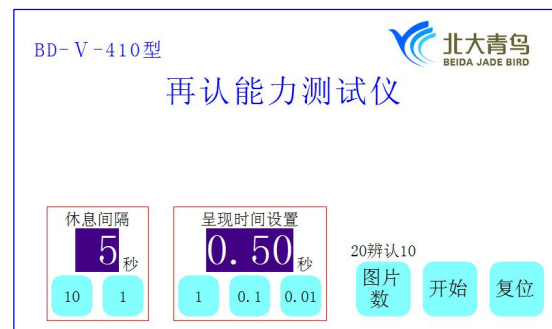 BD-Ⅴ-410型
北大青鸟
BEIDA JADE BIRD
再认能力测试仪
休息间隔
5秒
10 1
呈现时间设置
0.50秒
1 0.1 0.01
20辨认10
图片数
开始
复位